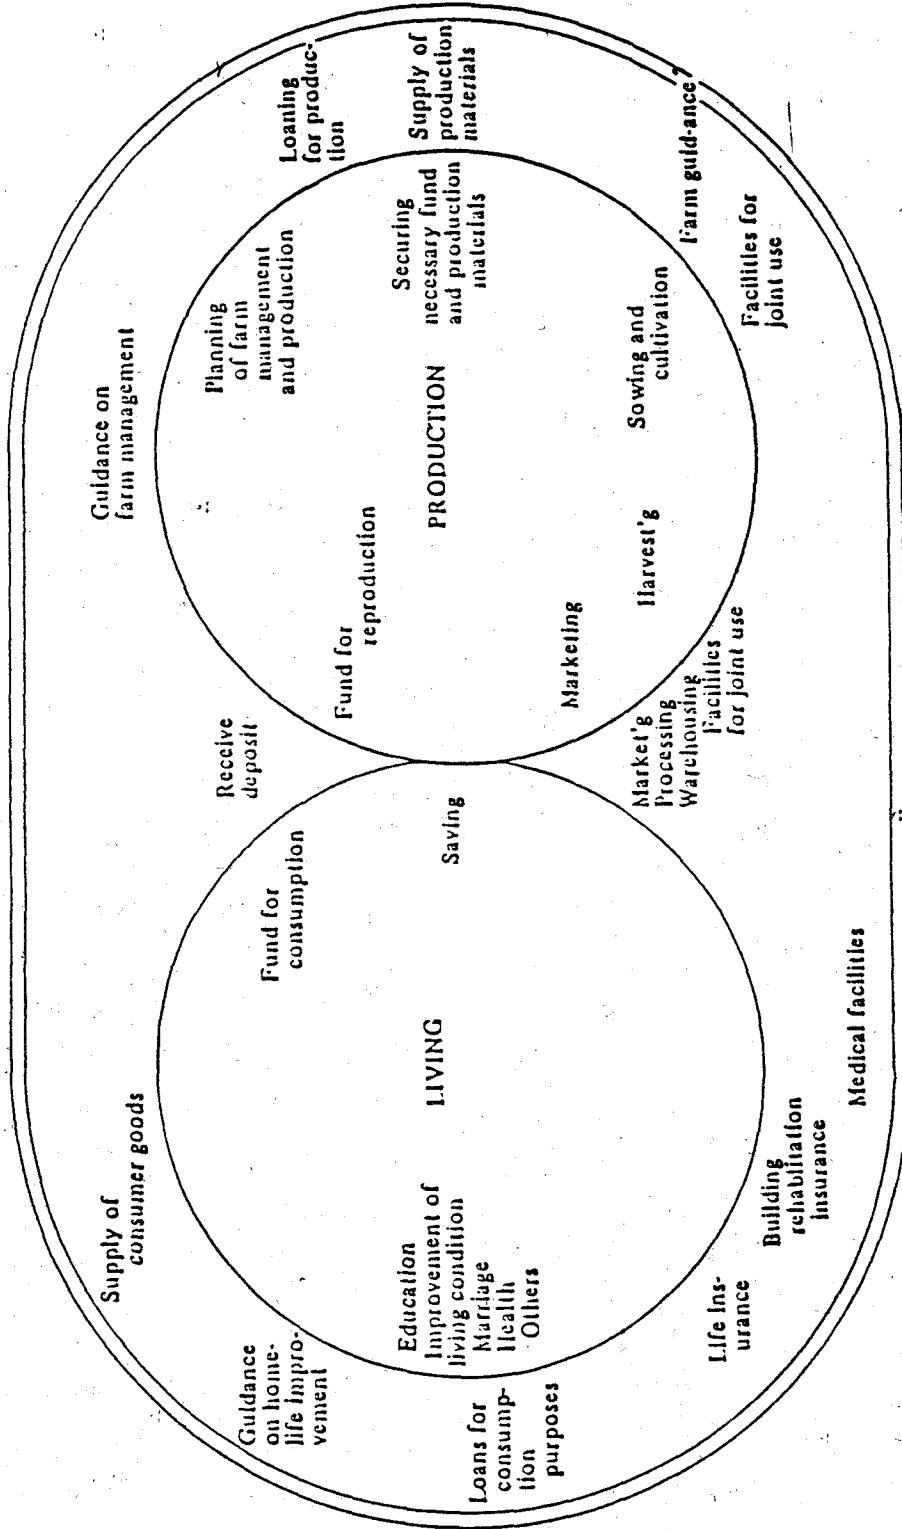 Supply of
consumer goods
Guidance on
farm management
Guidance
on home-
life impro-
vement
Receive
deposit
Loaning
for produc-
tion
Fund for
consumption
Fund for
reproduction
Planning
of farm
management
and production
Education
Improvement of
living condition
Marriage
Health
Others
LIVING
Saving
PRODUCTION
Securing
necessary fund
and production
materials
Supply of
production
materials
Loans for
consump-
tion
purposes
Marketing
Harvest'g
Sowing and
cultivation
Farm guid-ance
Life Ins-
urance
Building
rehablitation
insurance
Market'g
Processing
Warehousing
Facilities
for joint use
Facilities for
joint use
Medical facilities